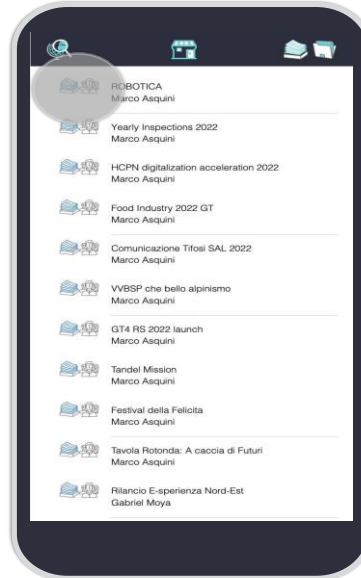 ROBOTICA
Marco Asquini
Yearly Inspections 2022
Marco Asquini
HCPN digitalization acceleration 2022
Marco Asquini
Food Industry 2022 GT
Marco Asquini
Comunicazione Tifosi SAL 2022
Marco Asquini
VVBSP che bello alpinismo
Marco Asquini
GT4 RS 2022 launch
Marco Asquini
Tandel Mission
Marco Asquini
Festival della Felicita
Marco Asquini
Tavola Rotonda: A caccia di Futuri
Marco Asquini
Rilancio E-sperienza Nord-Est
Gabriel Moya